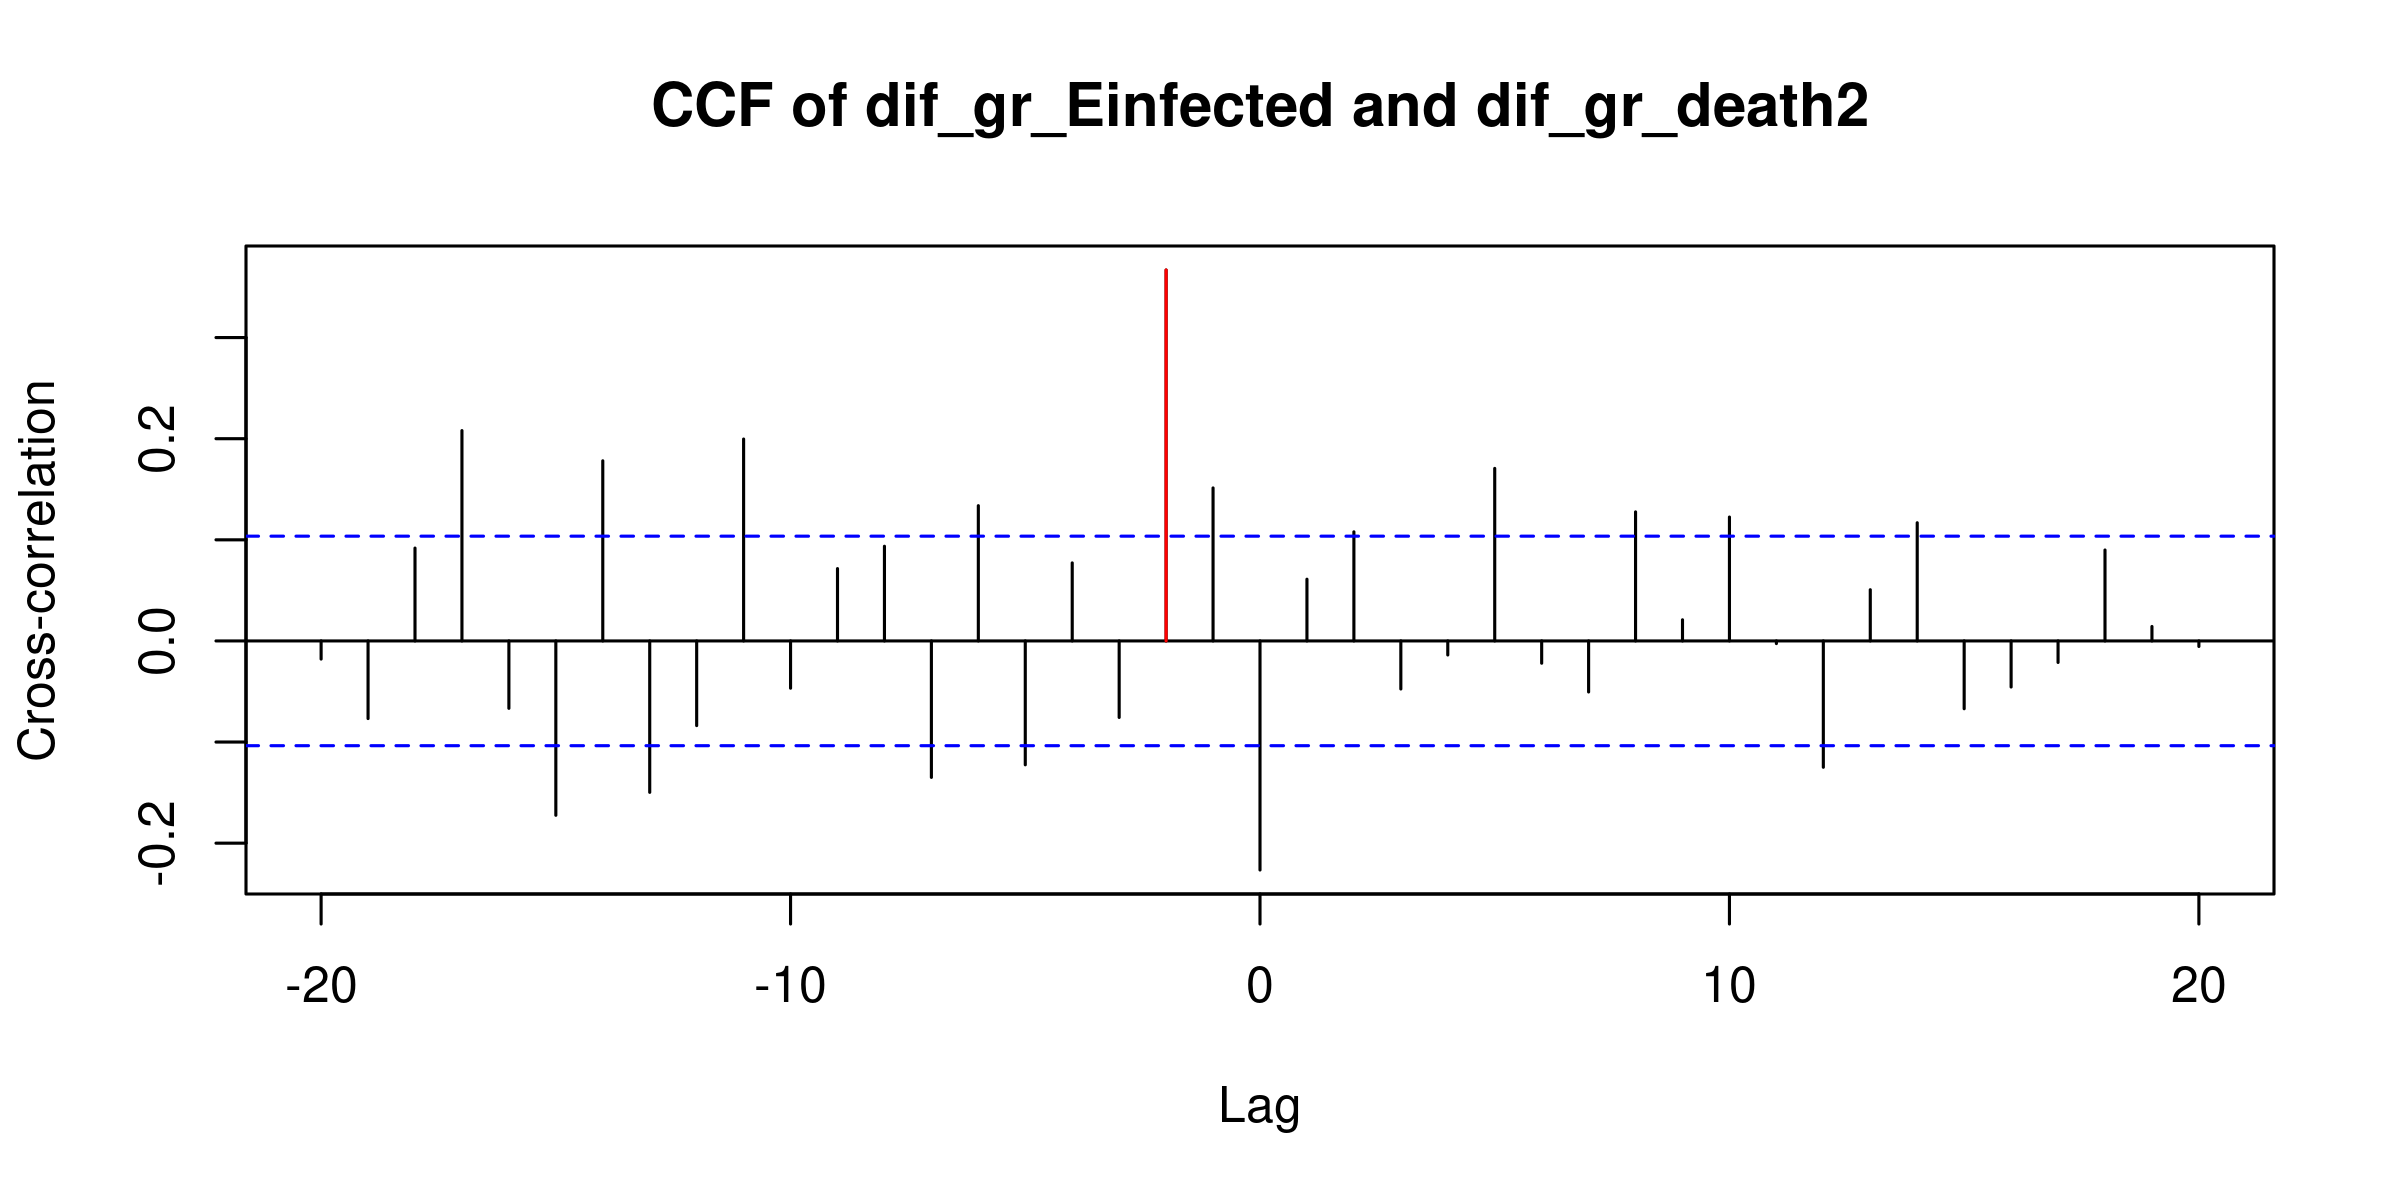 CCF of dif_gr_Einfected and dif_gr_death2
Cross-correlation
0.2
0.0
-0.2
-20 -10 0 10 20
Lag